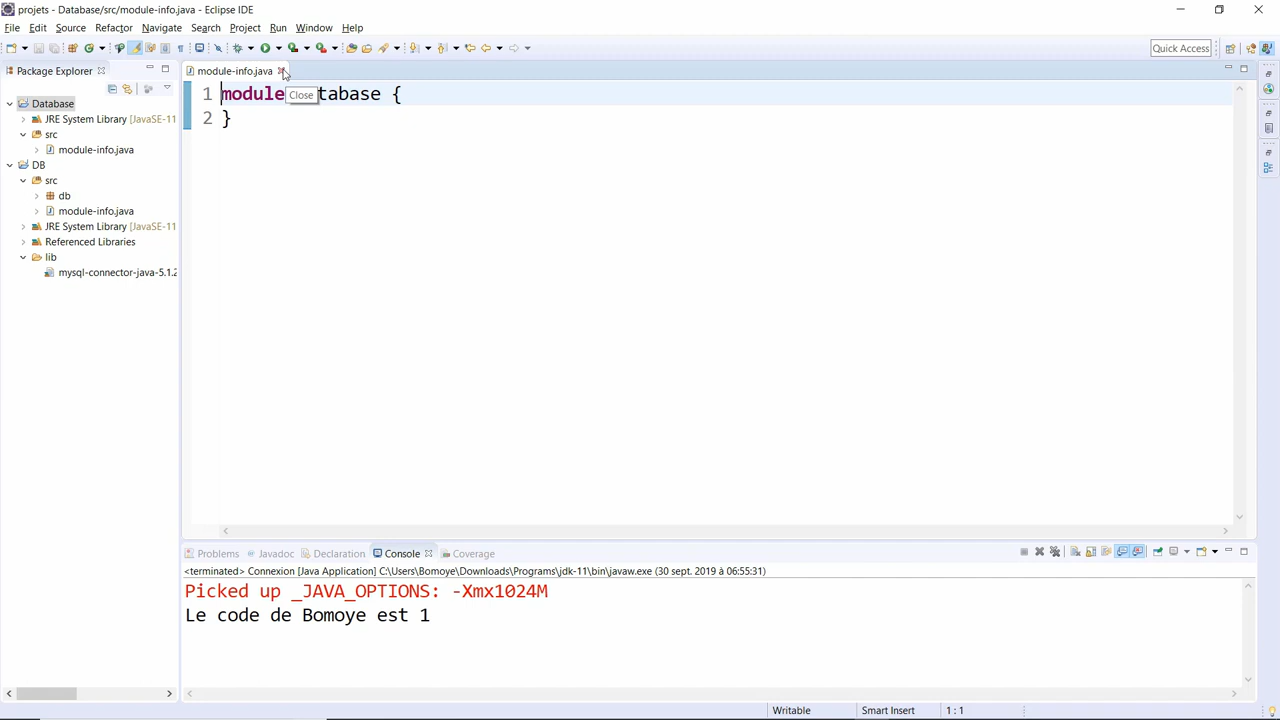 projets - Database/src/module-info.java - Eclipse IDE
File Edit Source Refactor Navigate Search Project Run Window Help
Quick Access
Package Explorer
module-info.java
Database
JRE System Library [JavaSE-11
src
module-info.java
DB
src
db
module-info.java
JRE System Library [JavaSE-11
Referenced Libraries
lib
mysql-connector-java-5.1.2
1 module tabase {
Close
2 }
Problems Javadoc Declaration Console Coverage
<terminated> Connexion [Java Application] C:\Users\Bomoye\Downloads\Programs\jdk-11\bin\javaw.exe (30 sept. 2019 à 06:55:31)
Picked up _JAVA_OPTIONS: -Xmx1024M
Le code de Bomoye est 1
Writable Smart Insert 1 : 1